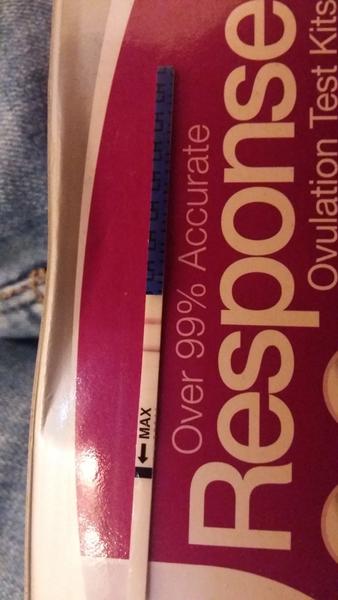 Ovulation Test Kits
Response
Over 99% Accurate
MAX